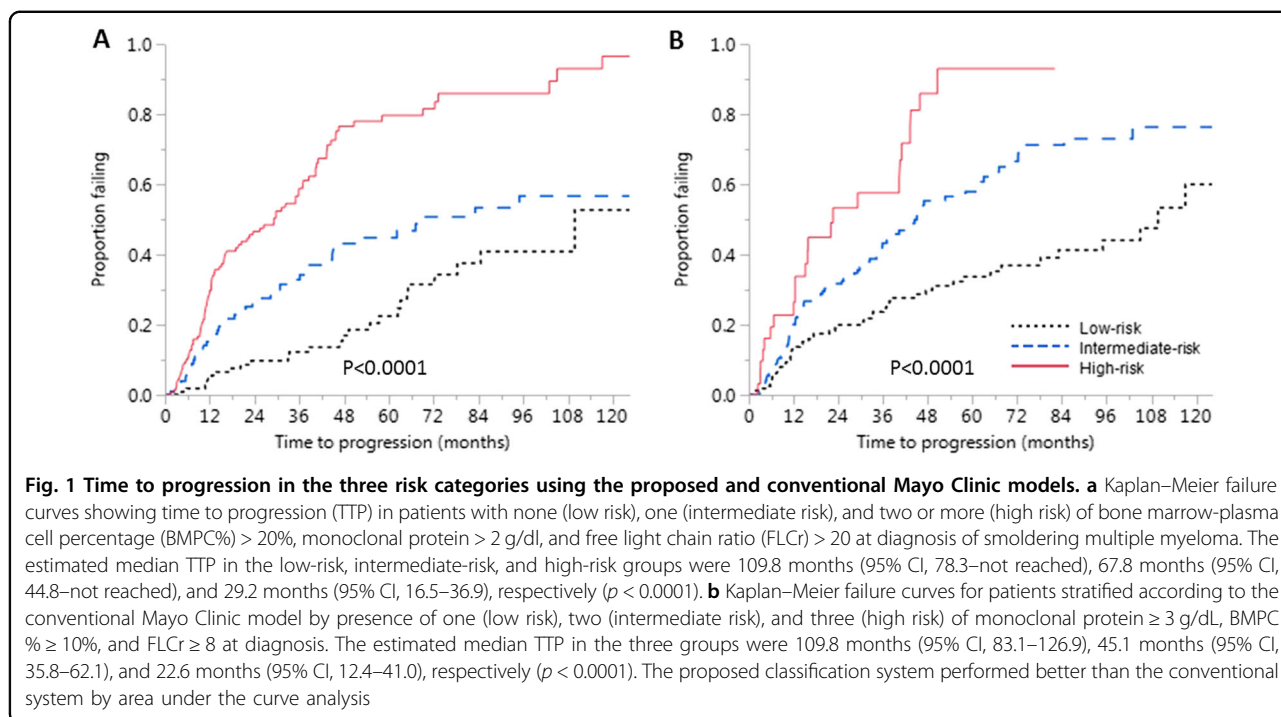 A
1.0
0.8
0.6
0.4
0.2
0.0
Proportion failing
P<0.0001
0 12 24 36 48 60 72 84 96 108 120
Time to progression (months)
B
1.0
0.8
0.6
0.4
0.2
0.0
Proportion failing
Low-risk
Intermediate-risk
High-risk
P<0.0001
0 12 24 36 48 60 72 84 96 108 120
Time to progression (months)
Fig. 1 Time to progression in the three risk categories using the proposed and conventional Mayo Clinic models. a Kaplan–Meier failure
curves showing time to progression (TTP) in patients with none (low risk), one (intermediate risk), and two or more (high risk) of bone marrow-plasma
cell percentage (BMPC%) > 20%, monoclonal protein > 2 g/dl, and free light chain ratio (FLCr) > 20 at diagnosis of smoldering multiple myeloma. The
estimated median TTP in the low-risk, intermediate-risk, and high-risk groups were 109.8 months (95% CI, 78.3–not reached), 67.8 months (95% CI,
44.8–not reached), and 29.2 months (95% CI, 16.5–36.9), respectively (p < 0.0001). b Kaplan–Meier failure curves for patients stratified according to the
conventional Mayo Clinic model by presence of one (low risk), two (intermediate risk), and three (high risk) of monoclonal protein ≥ 3 g/dL, BMPC
% ≥ 10%, and FLCr ≥ 8 at diagnosis. The estimated median TTP in the three groups were 109.8 months (95% CI, 83.1–126.9), 45.1 months (95% CI,
35.8–62.1), and 22.6 months (95% CI, 12.4–41.0), respectively (p < 0.0001). The proposed classification system performed better than the conventional
system by area under the curve analysis